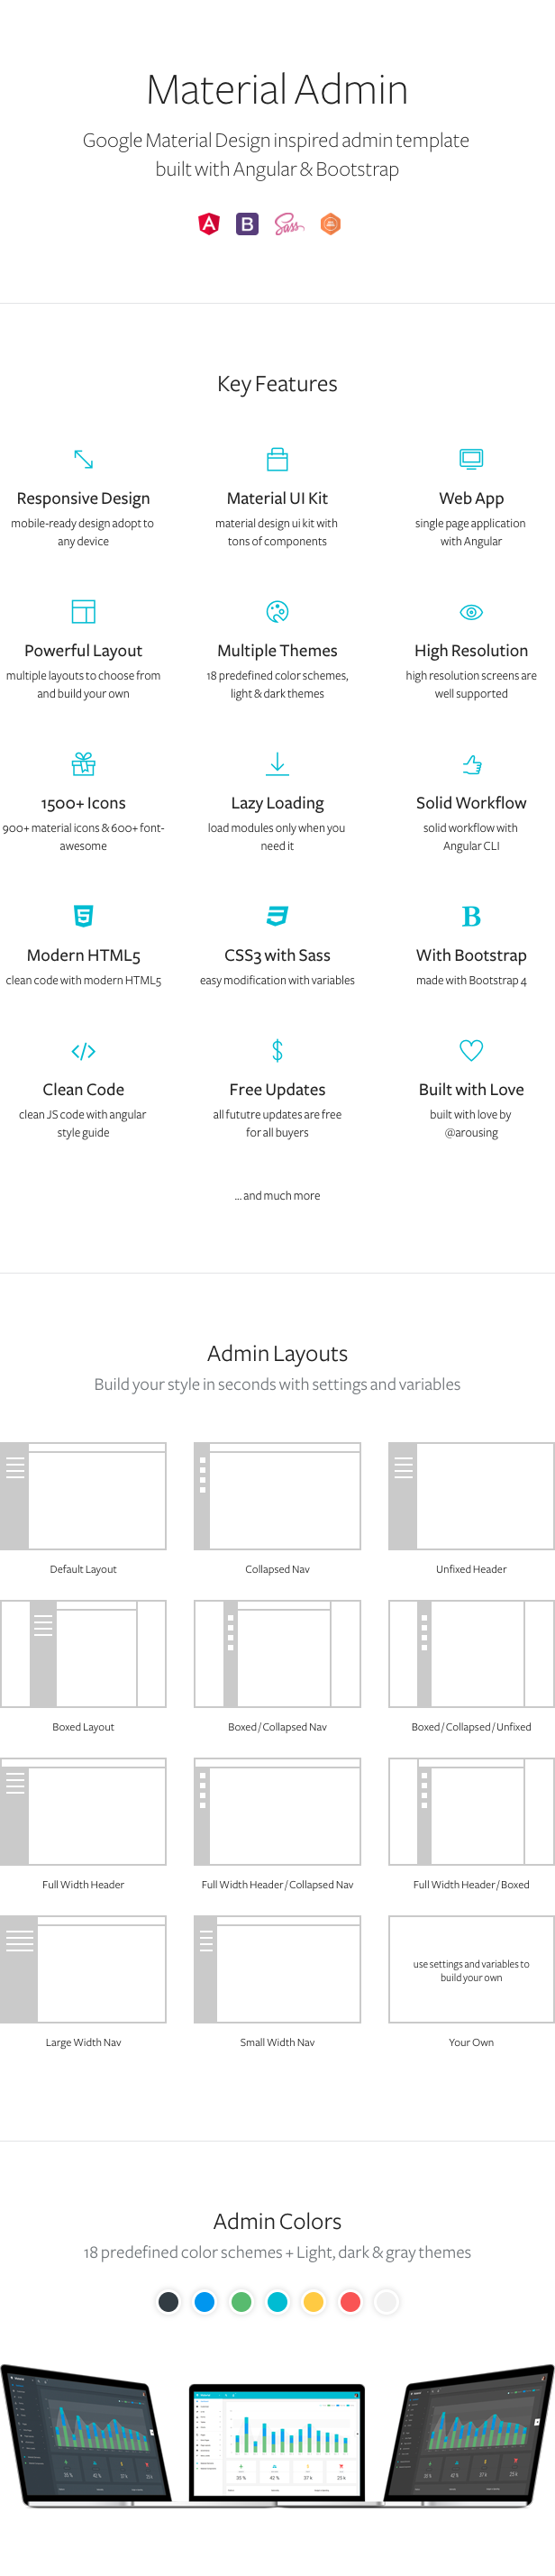 Material Admin
Google Material Design inspired admin template
built with Angular & Bootstrap
A
B
Sass
Key Features
Responsive Design
mobile-ready design adopt to
any device
Material UI Kit
material design ui kit with
tons of components
Web App
single page application
with Angular
Powerful Layout
multiple layouts to choose from
and build your own
Multiple Themes
18 predefined color schemes,
light & dark themes
High Resolution
high resolution screens are
well supported
1500+ Icons
900+ material icons & 600+ font-
awesome
Lazy Loading
load modules only when you
need it
Solid Workflow
solid workflow with
Angular CLI
Modern HTML5
clean code with modern HTML5
CSS3 with Sass
easy modification with variables
B
With Bootstrap
made with Bootstrap 4
Clean Code
clean JS code with angular
style guide
Free Updates
all fututre updates are free
for all buyers
Built with Love
built with love by
@arousing
... and much more
Admin Layouts
Build your style in seconds with settings and variables
Default Layout
Collapsed Nav
Unfixed Header
Boxed Layout
Boxed / Collapsed Nav
Boxed / Collapsed / Unfixed
Full Width Header
Full Width Header / Collapsed Nav
Full Width Header / Boxed
use settings and variables to
build your own
Large Width Nav
Small Width Nav
Your Own
Admin Colors
18 predefined color schemes + Light, dark & gray themes
35 %
42 %
37 k
25 k